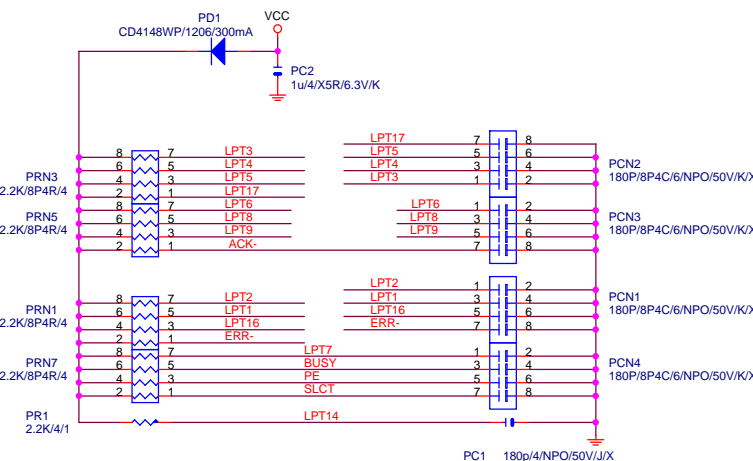 PD1
VCC
CD4148WP/1206/300mA
PC2
1u/4/X5R/6.3V/K
PRN3
2.2K/8P4R/4
8 7 LPT3
6 5 LPT4
4 3 LPT5
2 1 LPT17
PRN5
2.2K/8P4R/4
8 7 LPT6
6 5 LPT8
4 3 LPT9
2 1 ACK-
LPT17 7 8
LPT5 5 6
LPT4 3 4
LPT3 1 2
PCN2
180P/8P4C/6/NPO/50V/K/X
LPT6 1 2
LPT8 3 4
LPT9 5 6
7 8
PCN3
180P/8P4C/6/NPO/50V/K/X
PRN1
2.2K/8P4R/4
8 7 LPT2
6 5 LPT1
4 3 LPT16
2 1 ERR-
LPT2 1 2
LPT1 3 4
LPT16 5 6
ERR- 7 8
PCN1
180P/8P4C/6/NPO/50V/K/X
PRN7
2.2K/8P4R/4
8 7 LPT7 1 2
6 5 BUSY 3 4
4 3 PE 5 6
2 1 SLCT 7 8
PCN4
180P/8P4C/6/NPO/50V/K/X
PR1
2.2K/4/1
LPT14
PC1 180p/4/NPO/50V/J/X